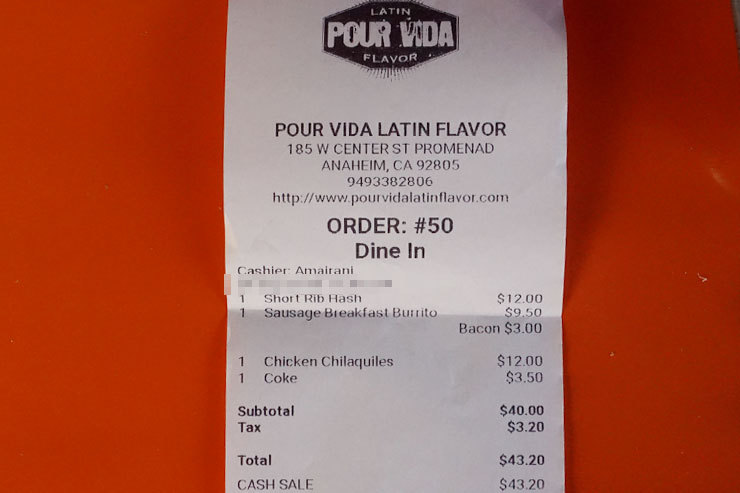 LATIN
POUR VIDA
FLAVOR
POUR VIDA LATIN FLAVOR
185 W CENTER ST PROMENAD
ANAHEIM, CA 92805
9493382806
http://www.pourvidalatinflavor.com
ORDER: #50
Dine In
Cashier: Amairani
1 Short Rib Hash $12.00
1 Sausage Breakfast Burrito $9.50
Bacon $3.00
1 Chicken Chilaquiles $12.00
1 Coke $3.50
Subtotal $40.00
Tax $3.20
Total $43.20
CASH SALE $43.20